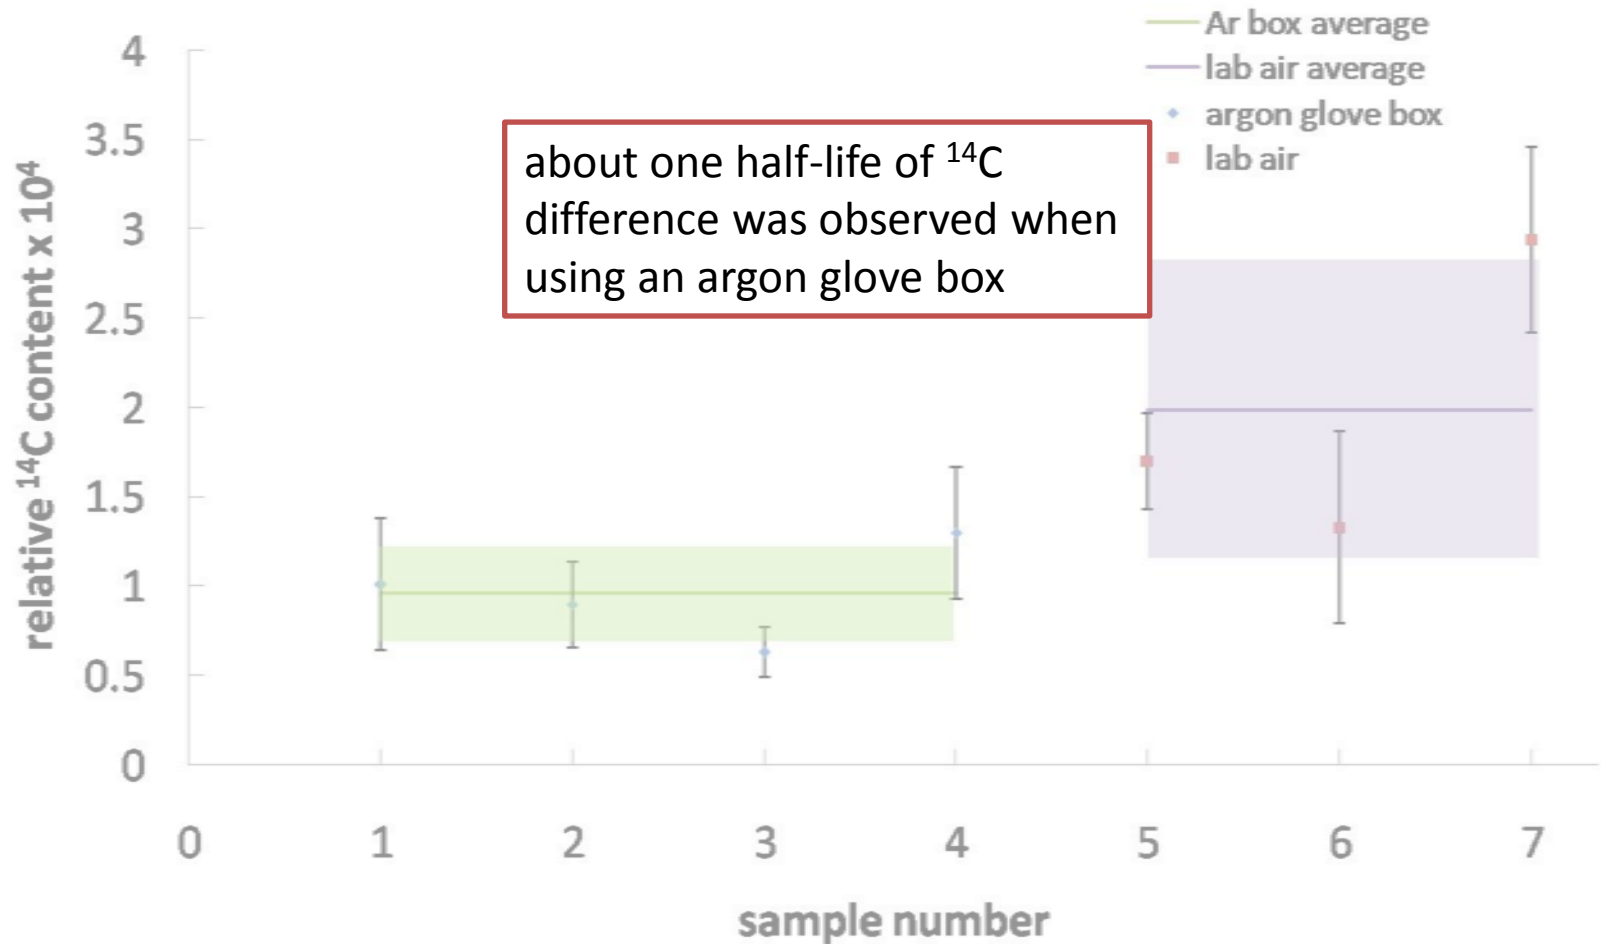 Ar box average
lab air average
argon glove box
lab air
about one half-life of ¹⁴C
difference was observed when
using an argon glove box
relative ¹⁴C content x 10⁴
4
3.5
3
2.5
2
1.5
1
0.5
0
0 1 2 3 4 5 6 7
sample number